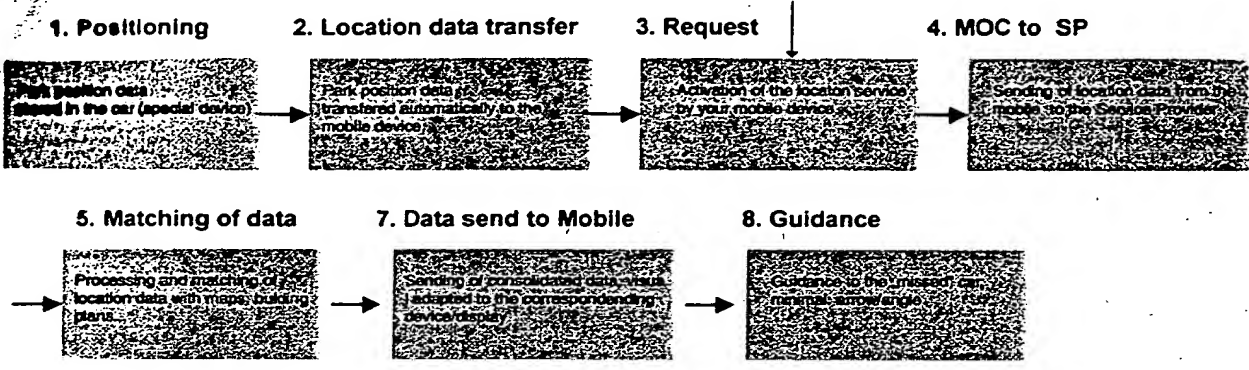 1. Positioning
2. Location data transfer
3. Request
4. MOC to SP
Park position data
stored in the car (special device)
Park position data
transferred automatically to the
mobile device
Activation of the locaton service
by your mobile device
Sending of location data from the
mobile to the Service Provider
5. Matching of data
7. Data send to Mobile
8. Guidance
Processing and matching of
location data with maps, building
plans...
Sending of consolidated data, visual
adapted to the correspondending
device/display
Guidance to the "missed" car
minimal: arrow/angle